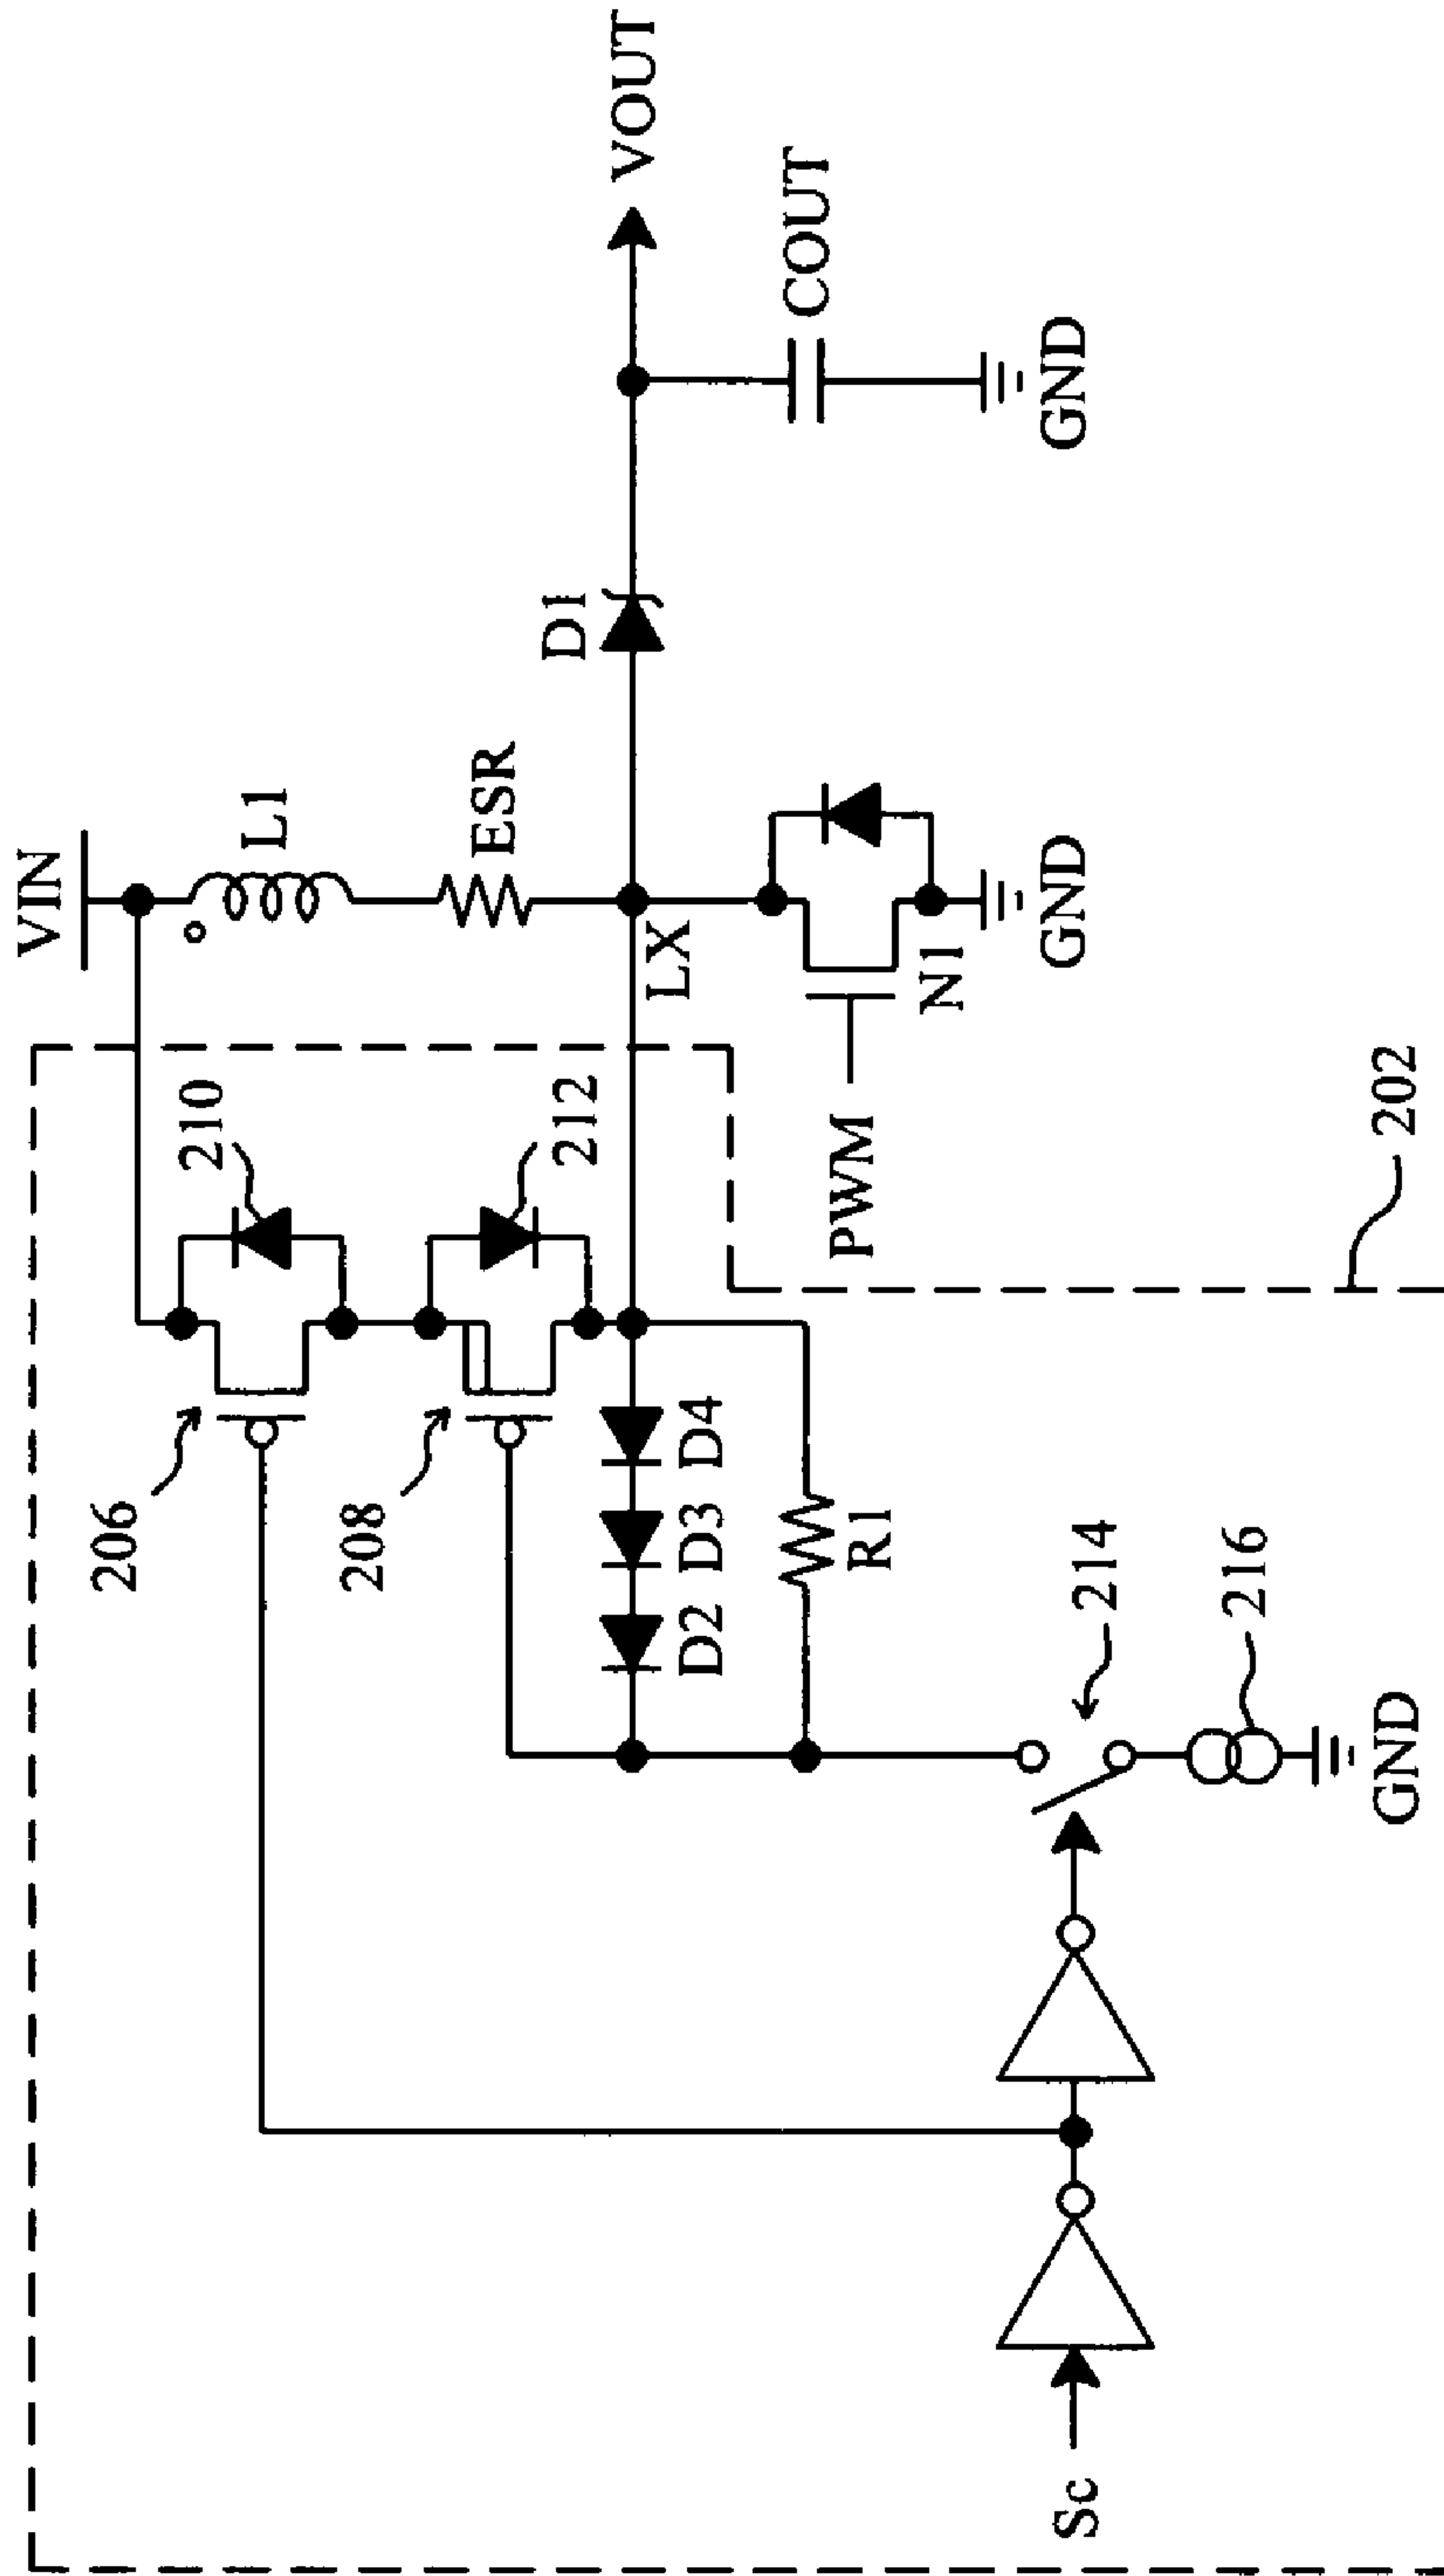 VIN
L1
ESR
LX
D1
VOUT
COUT
GND
N1
GND
PWM
210
212
206
208
D4
D3
D2
R1
214
216
GND
202
Sc